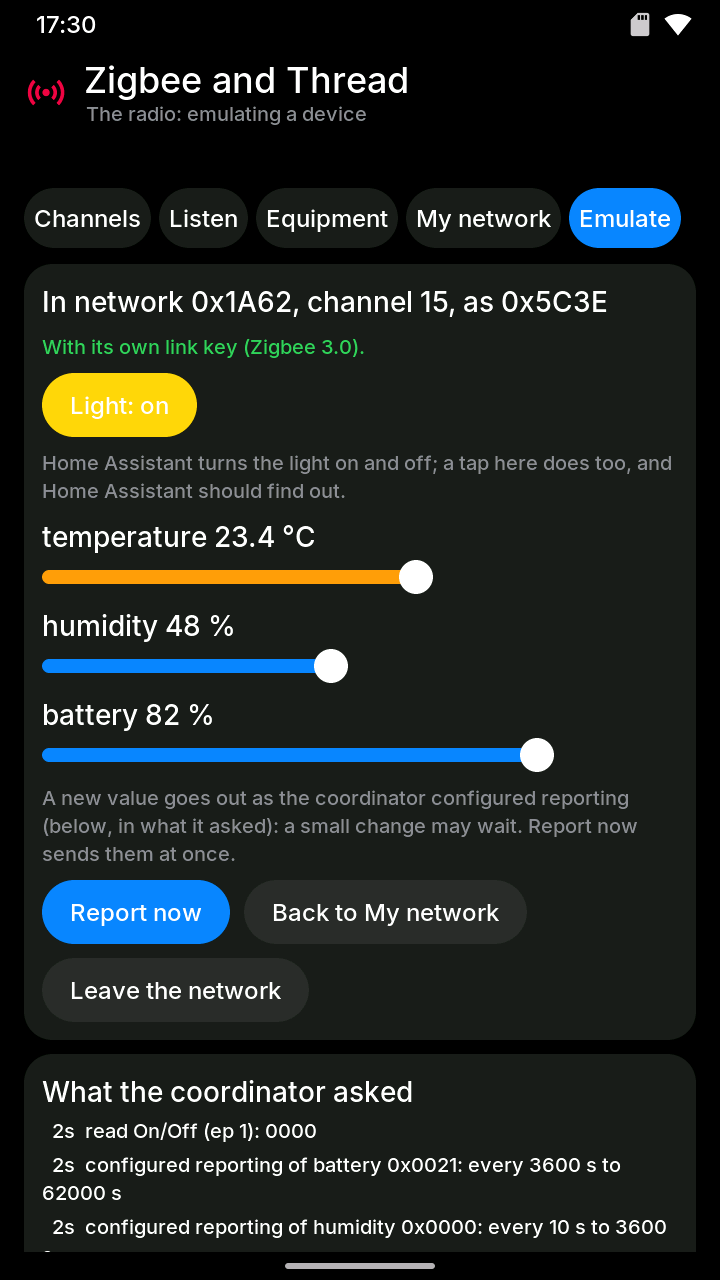 17:30
Zigbee and Thread
The radio: emulating a device
Channels
Listen
Equipment
My network
Emulate
In network 0x1A62, channel 15, as 0x5C3E
With its own link key (Zigbee 3.0).
Light: on
Home Assistant turns the light on and off; a tap here does too, and
Home Assistant should find out.
temperature 23.4 °C
humidity 48 %
battery 82 %
A new value goes out as the coordinator configured reporting
(below, in what it asked): a small change may wait. Report now
sends them at once.
Report now
Back to My network
Leave the network
What the coordinator asked
2s read On/Off (ep 1): 0000
2s configured reporting of battery 0x0021: every 3600 s to
62000 s
2s configured reporting of humidity 0x0000: every 10 s to 3600